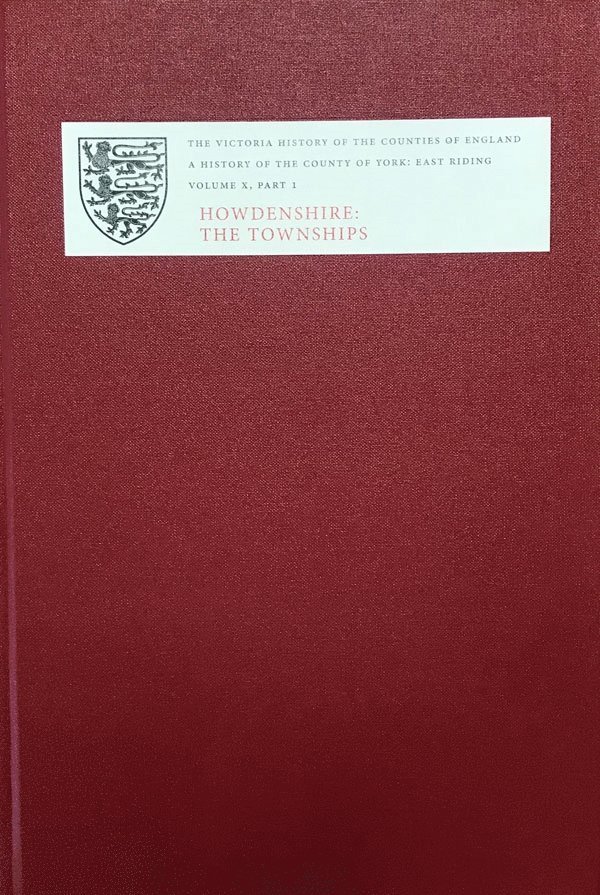 THE VICTORIA HISTORY OF THE COUNTIES OF ENGLAND
A HISTORY OF THE COUNTY OF YORK: EAST RIDING
VOLUME X, PART 1
HOWDENSHIRE:
THE TOWNSHIPS